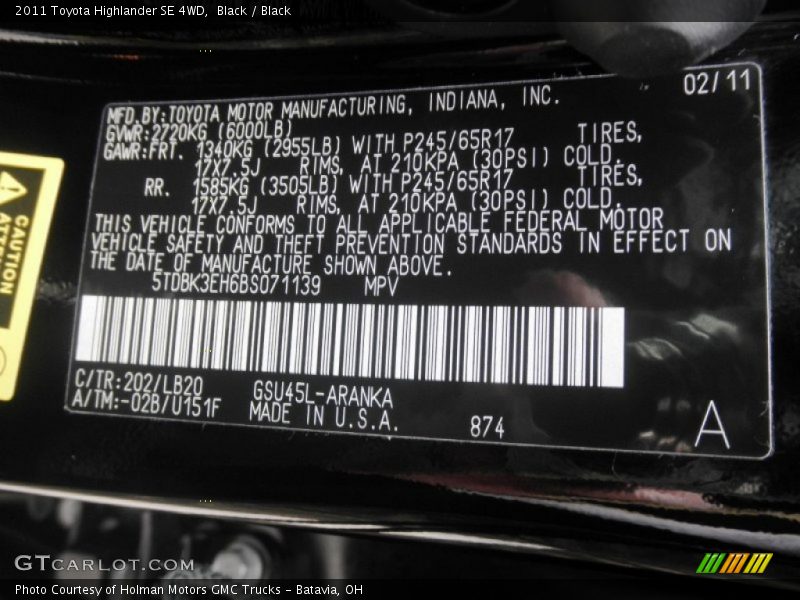 2011 Toyota Highlander SE 4WD, Black / Black
02/11
MFD.BY:TOYOTA MOTOR MANUFACTURING, INDIANA, INC.
GVWR:2720KG (6000LB)
GAWR:FRT. 1340KG (2955LB) WITH P245/65R17 TIRES,
17X7.5J RIMS, AT 210KPA (30PSI) COLD.
RR. 1585KG (3505LB) WITH P245/65R17 TIRES,
17X7.5J RIMS, AT 210KPA (30PSI) COLD.
THIS VEHICLE CONFORMS TO ALL APPLICABLE FEDERAL MOTOR
VEHICLE SAFETY AND THEFT PREVENTION STANDARDS IN EFFECT ON
THE DATE OF MANUFACTURE SHOWN ABOVE.
5TDBK3EH6BS071139 MPV
C/TR:202/LB20 GSU45L-ARANKA
A/TM:-02B/U151F MADE IN U.S.A. 874 A
CAUTION
GTCARLOT.COM
Photo Courtesy of Holman Motors GMC Trucks - Batavia, OH